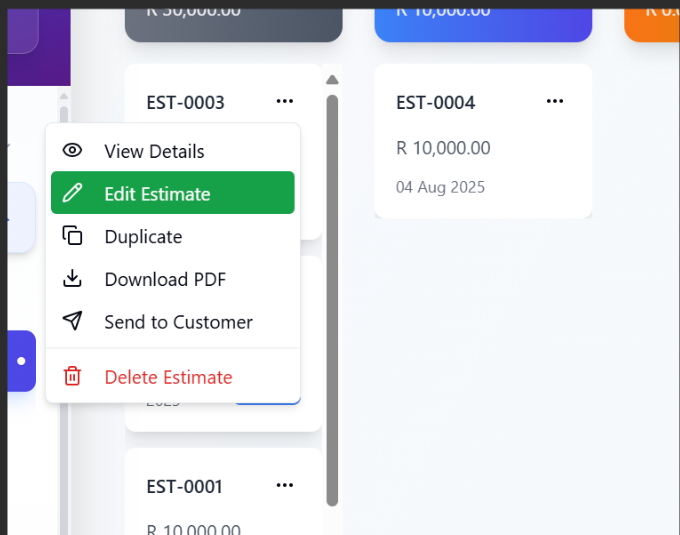 R 30,000.00
R 10,000.00
EST-0003
EST-0004
R 10,000.00
04 Aug 2025
View Details
Edit Estimate
Duplicate
Download PDF
Send to Customer
Delete Estimate
2025
EST-0001
R 10,000.00